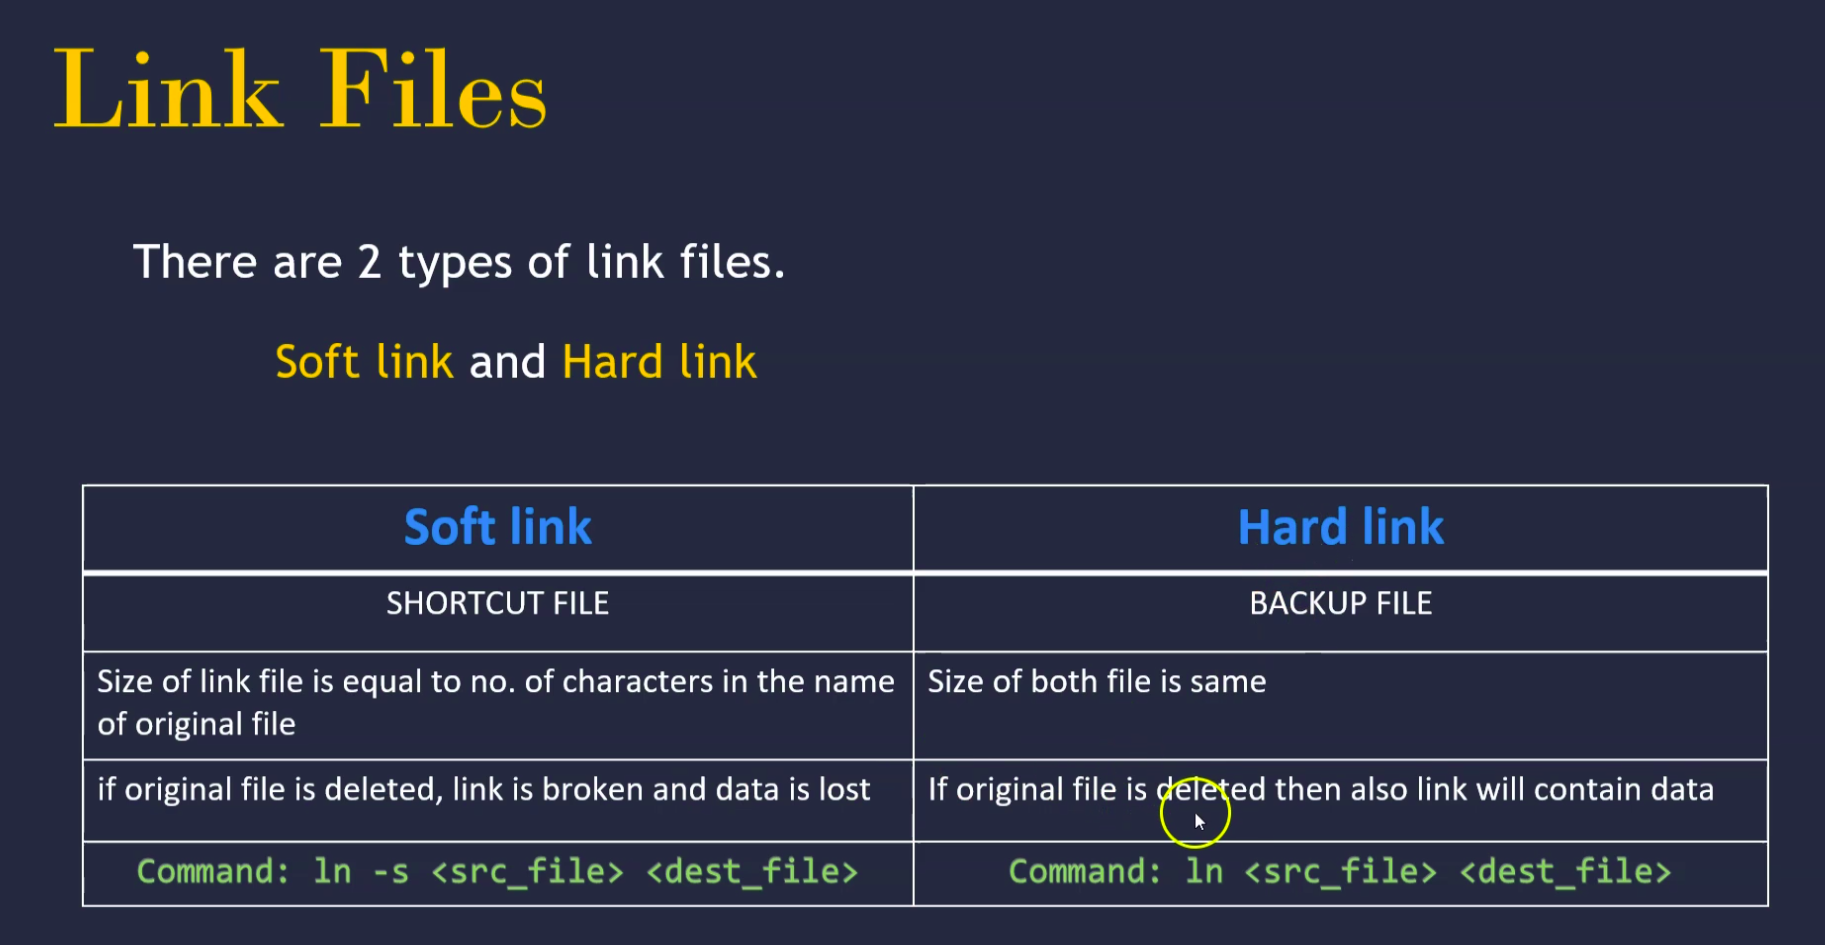 Link Files
There are 2 types of link files.
Soft link and Hard link
Soft link
Hard link
SHORTCUT FILE
BACKUP FILE
Size of link file is equal to no. of characters in the name
of original file
Size of both file is same
if original file is deleted, link is broken and data is lost
If original file is deleted then also link will contain data
Command: ln -s <src_file> <dest_file>
Command: ln <src_file> <dest_file>